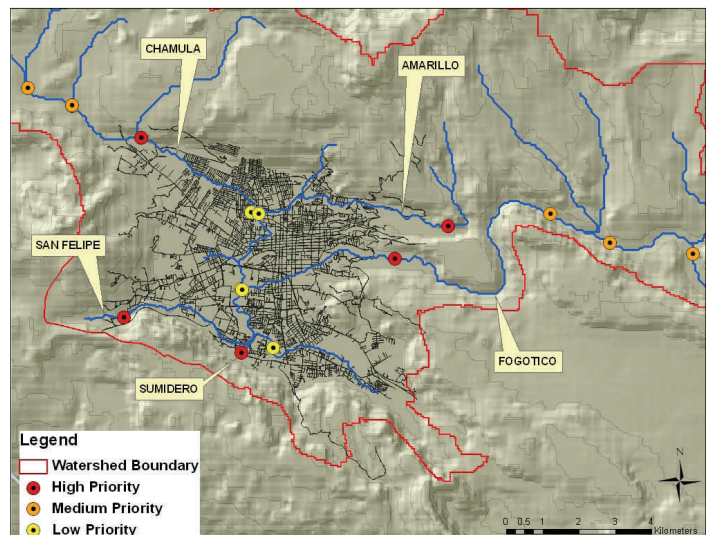 CHAMULA
AMARILLO
SAN FELIPE
FOGOTICO
SUMIDERO
Legend
Watershed Boundary
High Priority
Medium Priority
Low Priority
N
0 0.5 1 2 3 4
Kilometers